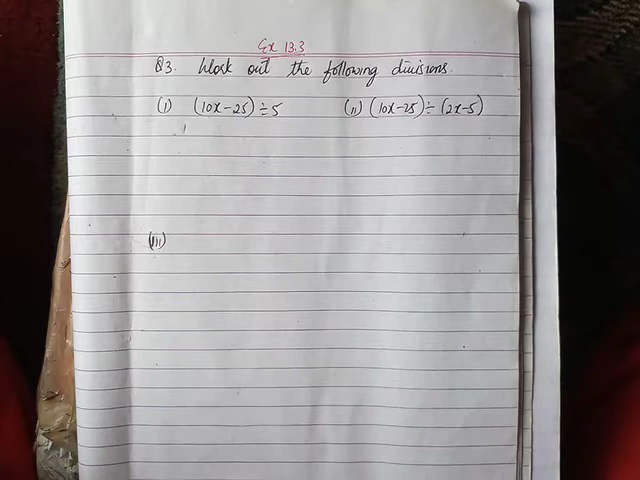 Ex 13.3
Q3. Work out the following divisions.
(i) (10x-25)÷5 (ii) (10x-25)÷(2x-5)
(iii)